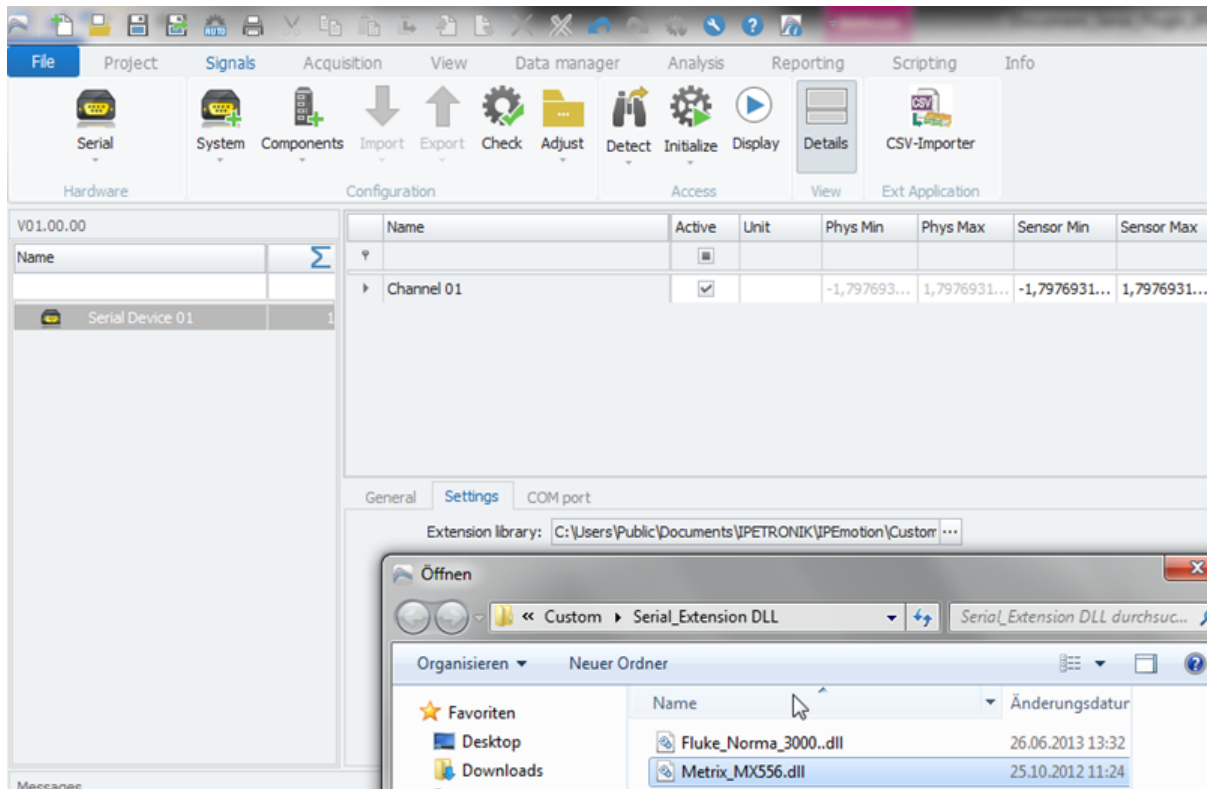 AUTO
File Project Signals Acquisition View Data manager Analysis Reporting Scripting Info
CSV
Serial System Components Import Export Check Adjust Detect Initialize Display Details CSV-Importer
Hardware Configuration Access View Ext Application
V01.00.00
Name
Serial Device 01 1
Name Active Unit Phys Min Phys Max Sensor Min Sensor Max
Channel 01 -1,797693... 1,7976931... -1,7976931... 1,7976931...
General Settings COM port
Extension library: C:\Users\Public\Documents\IPETRONIK\IPEmotion\Custom ...
Öffnen
« Custom Serial_Extension DLL Serial_Extension DLL durchsuc...
Organisieren Neuer Ordner
Name Änderungsdatur
Favoriten
Desktop
Downloads
Fluke_Norma_3000..dll 26.06.2013 13:32
Metrix_MX556.dll 25.10.2012 11:24
Messages